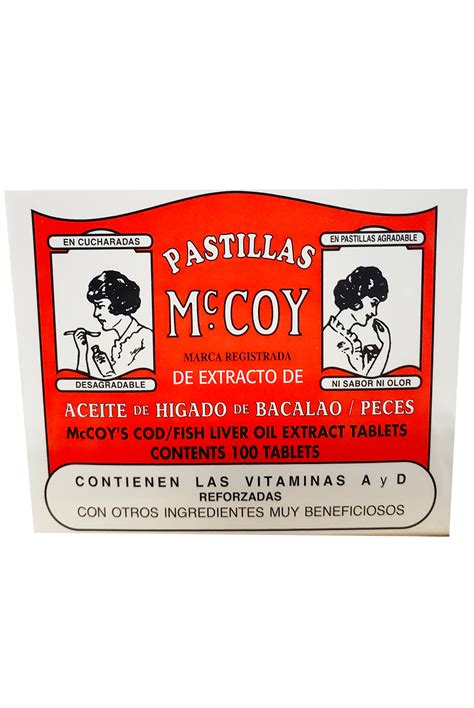 EN CUCHARADAS
DESAGRADABLE
PASTILLAS
McCOY
MARCA REGISTRADA
DE EXTRACTO DE
EN PASTILLAS AGRADABLE
NI SABOR NI OLOR
ACEITE DE HIGADO DE BACALAO / PECES
McCOY'S COD/FISH LIVER OIL EXTRACT TABLETS
CONTENTS 100 TABLETS
CONTIENEN LAS VITAMINAS A y D
REFORZADAS
CON OTROS INGREDIENTES MUY BENEFICIOSOS